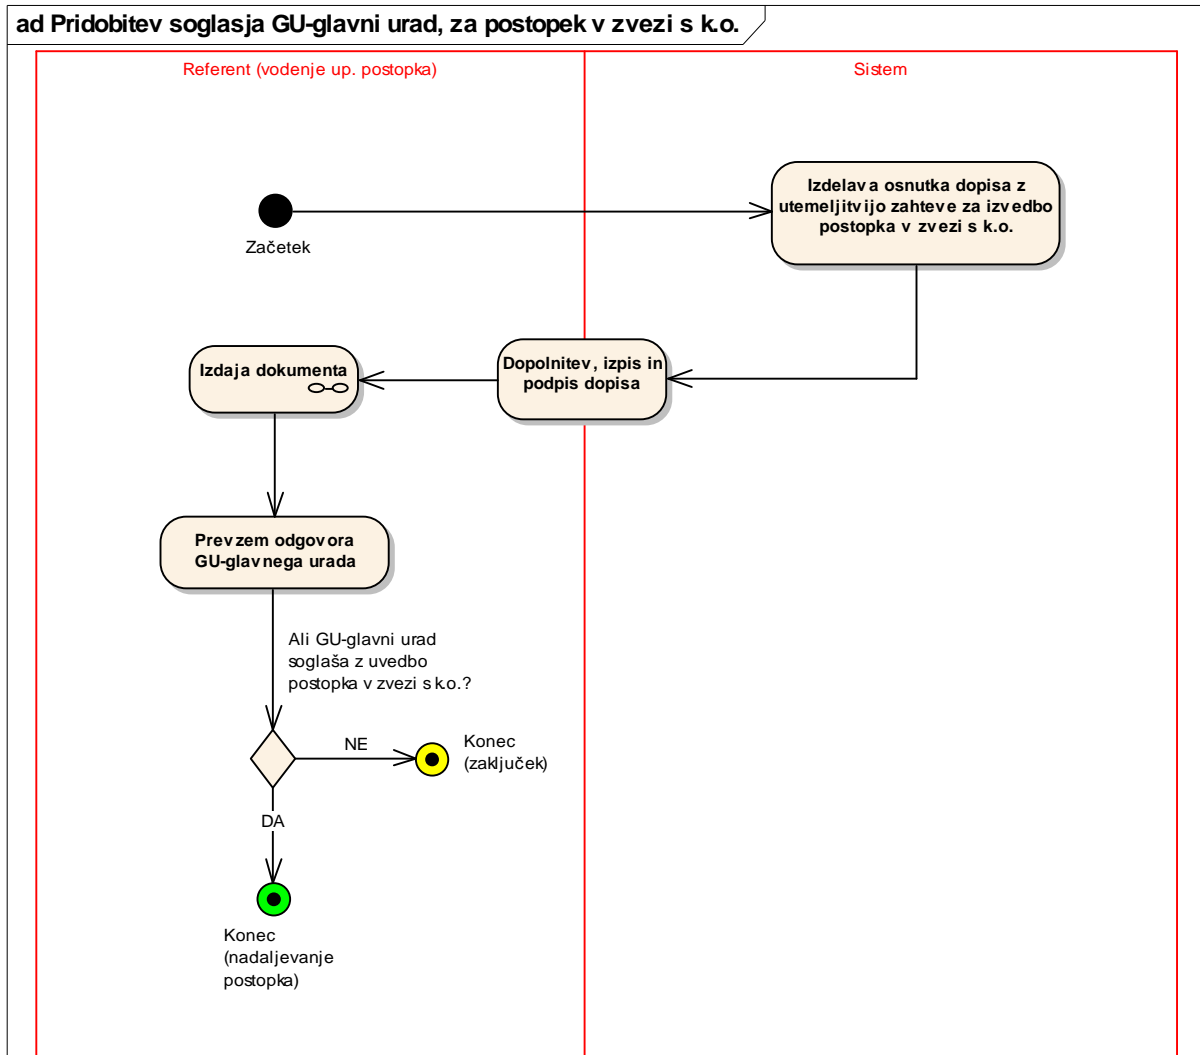 ad Pridobitev soglasja GU-glavni urad, za postopek v zvezi s k.o.
Referent (vodenje up. postopka)
Sistem
Izdelava osnutka dopisa z
utemeljitvijo zahteve za izvedbo
postopka v zvezi s k.o.
Začetek
Dopolnitev, izpis in
podpis dopisa
Izdaja dokumenta
Prevzem odgovora
GU-glavnega urada
Ali GU-glavni urad
soglaša z uvedbo
postopka v zvezi s k.o.?
NE
Konec
(zaključek)
DA
Konec
(nadaljevanje
postopka)